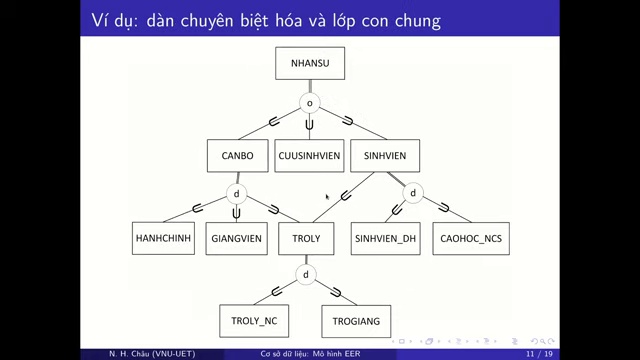 Ví dụ: dàn chuyên biệt hóa và lớp con chung
NHANSU
o
CANBO CUUSINHVIEN SINHVIEN
d d
HANHCHINH GIANGVIEN TROLY SINHVIEN_DH CAOHOC_NCS
d
TROLY_NC TROGIANG
N. H. Châu (VNU-UET) Cơ sở dữ liệu: Mô hình EER 11 / 19